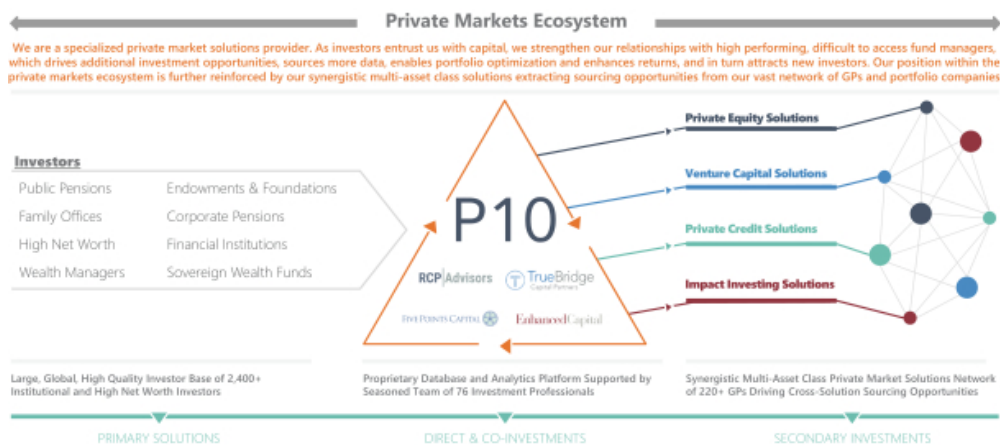 Private Markets Ecosystem
We are a specialized private market solutions provider. As investors entrust us with capital, we strengthen our relationships with high performing, difficult to access fund managers,
which drives additional investment opportunities, sources more data, enables portfolio optimization and enhances returns, and in turn attracts new investors. Our position within the
private markets ecosystem is further reinforced by our synergistic multi-asset class solutions extracting sourcing opportunities from our vast network of GPs and portfolio companies
Investors
Public Pensions
Endowments & Foundations
Family Offices
Corporate Pensions
High Net Worth
Financial Institutions
Wealth Managers
Sovereign Wealth Funds
P10
RCP Advisors
TrueBridge
Capital Partners
FIVE POINTS CAPITAL
EnhancedCapital
Private Equity Solutions
Venture Capital Solutions
Private Credit Solutions
Impact Investing Solutions
Large, Global, High Quality Investor Base of 2,400+
Institutional and High Net Worth Investors
Proprietary Database and Analytics Platform Supported by
Seasoned Team of 76 Investment Professionals
Synergistic Multi-Asset Class Private Market Solutions Network
of 220+ GPs Driving Cross-Solution Sourcing Opportunities
PRIMARY SOLUTIONS
DIRECT & CO-INVESTMENTS
SECONDARY INVESTMENTS